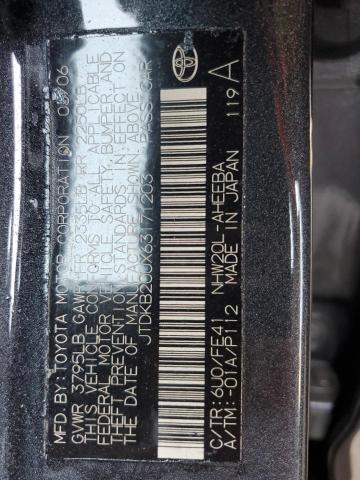 MFD.BY:TOYOTA MOTOR CORPORATION 03/06
GVWR 3795LB GAWR FR 2335LB RR 2250LB
THIS VEHICLE CONFORMS TO ALL APPLICABLE
FEDERAL MOTOR VEHICLE SAFETY, BUMPER, AND
THEFT PREVENTION STANDARDS IN EFFECT ON
THE DATE OF MANUFACTURE SHOWN ABOVE.
JTDKB20UX63171203 PASS.CAR
C/TR:6U0/FE41 NHW20L-AHEEBA
A/TM:-01A/P112 MADE IN JAPAN 119 A